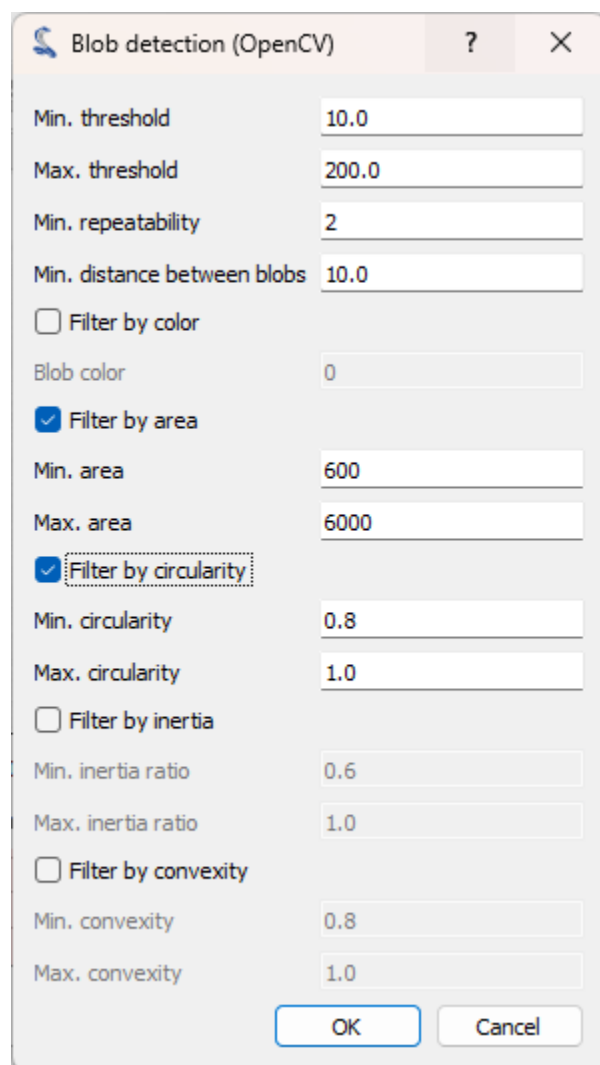 Blob detection (OpenCV) ?
Min. threshold 10.0
Max. threshold 200.0
Min. repeatability 2
Min. distance between blobs 10.0
Filter by color
Blob color 0
Filter by area
Min. area 600
Max. area 6000
Filter by circularity
Min. circularity 0.8
Max. circularity 1.0
Filter by inertia
Min. inertia ratio 0.6
Max. inertia ratio 1.0
Filter by convexity
Min. convexity 0.8
Max. convexity 1.0
OK Cancel